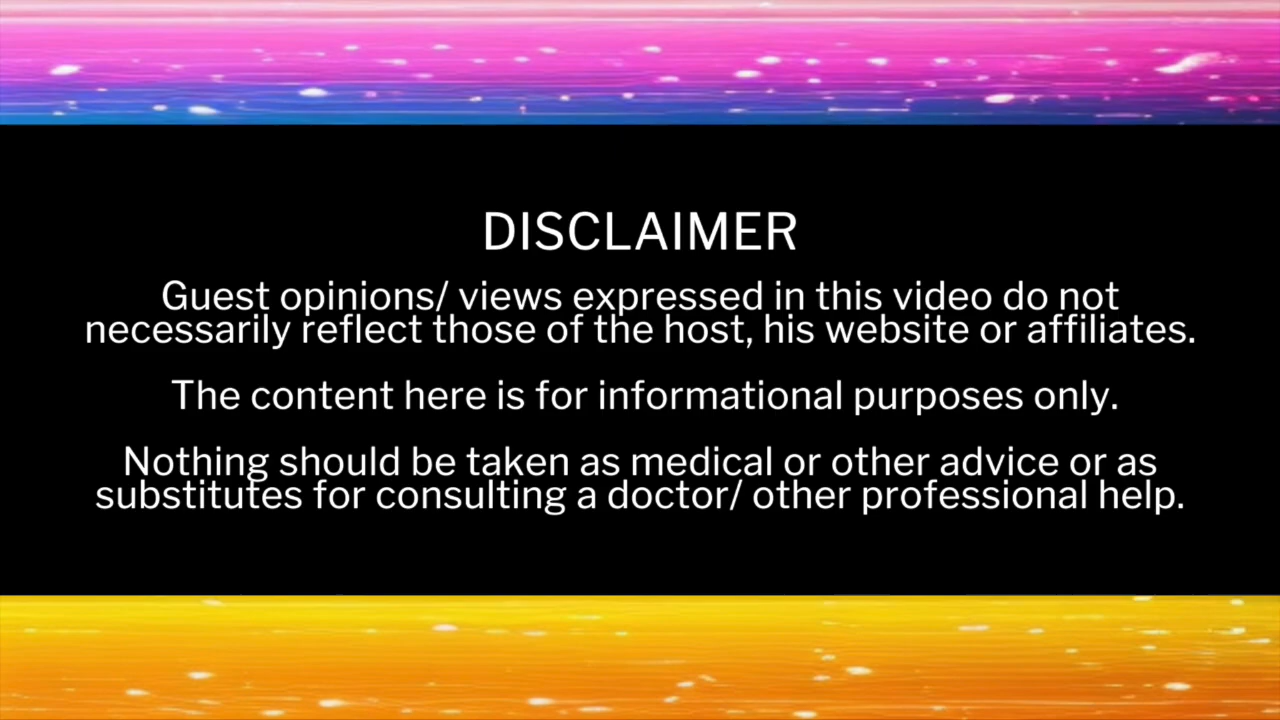 DISCLAIMER
Guest opinions/ views expressed in this video do not
necessarily reflect those of the host, his website or affiliates.
The content here is for informational purposes only.
Nothing should be taken as medical or other advice or as
substitutes for consulting a doctor/ other professional help.